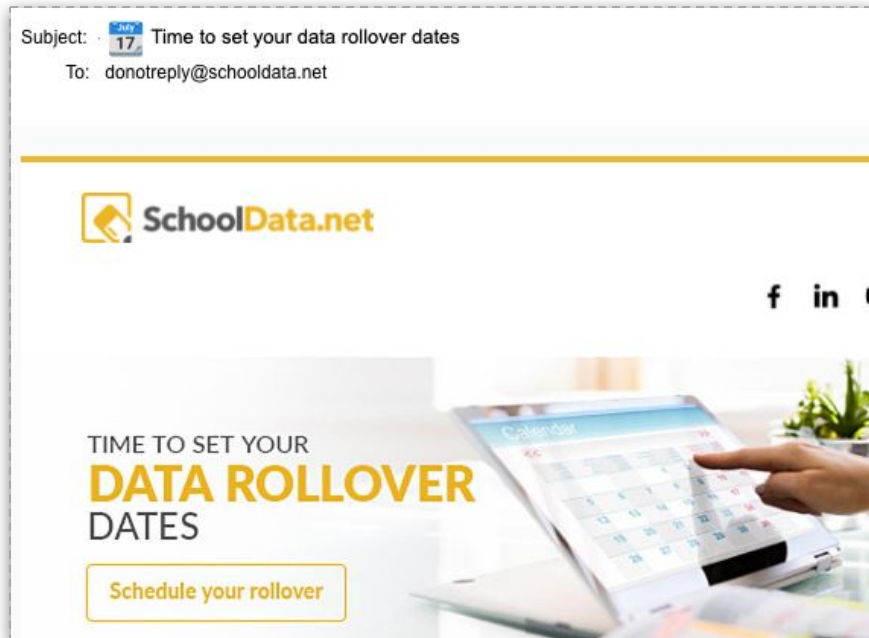 Subject: July 17 Time to set your data rollover dates
To: donotreply@schooldata.net
SchoolData.net
f in
TIME TO SET YOUR
DATA ROLLOVER
DATES
Calendar
Schedule your rollover